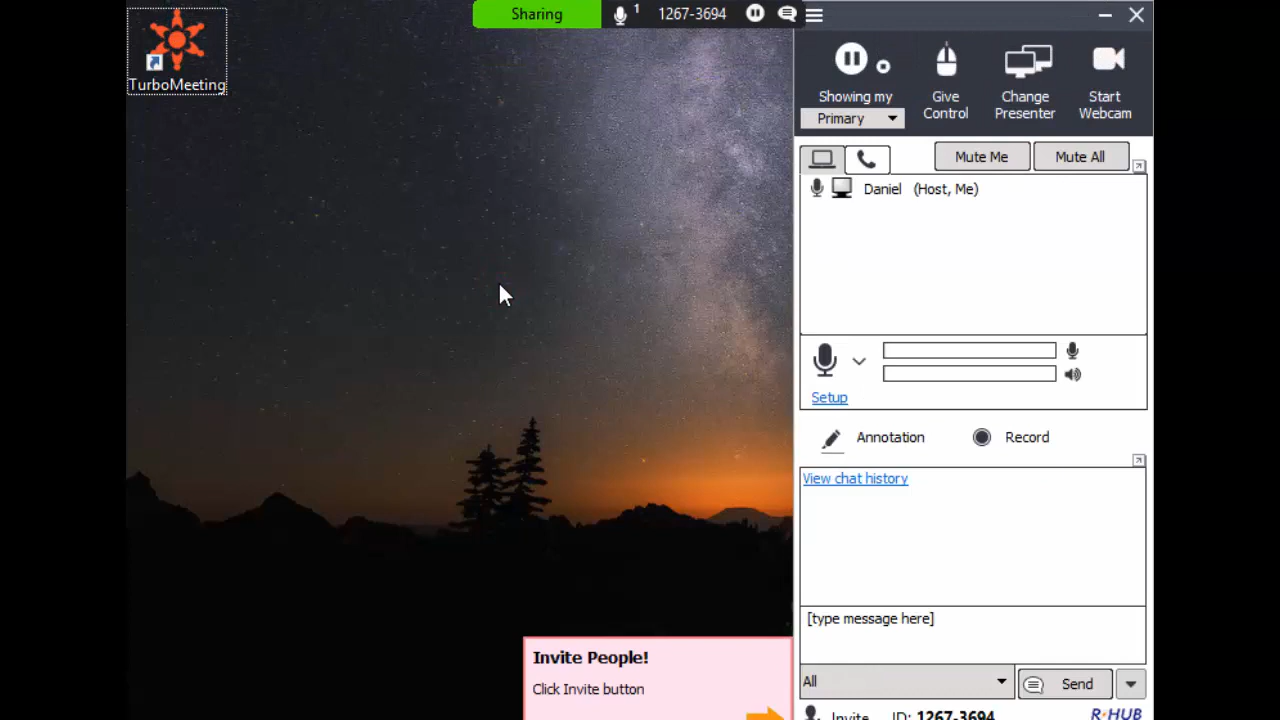 TurboMeeting
Sharing
1
1267-3694
Showing my
Primary
Give
Control
Change
Presenter
Start
Webcam
Mute Me
Mute All
Daniel (Host, Me)
Setup
Annotation
Record
View chat history
[type message here]
Invite People!
Click Invite button
All
Send
Invite
ID: 1267-3694
R-HUB